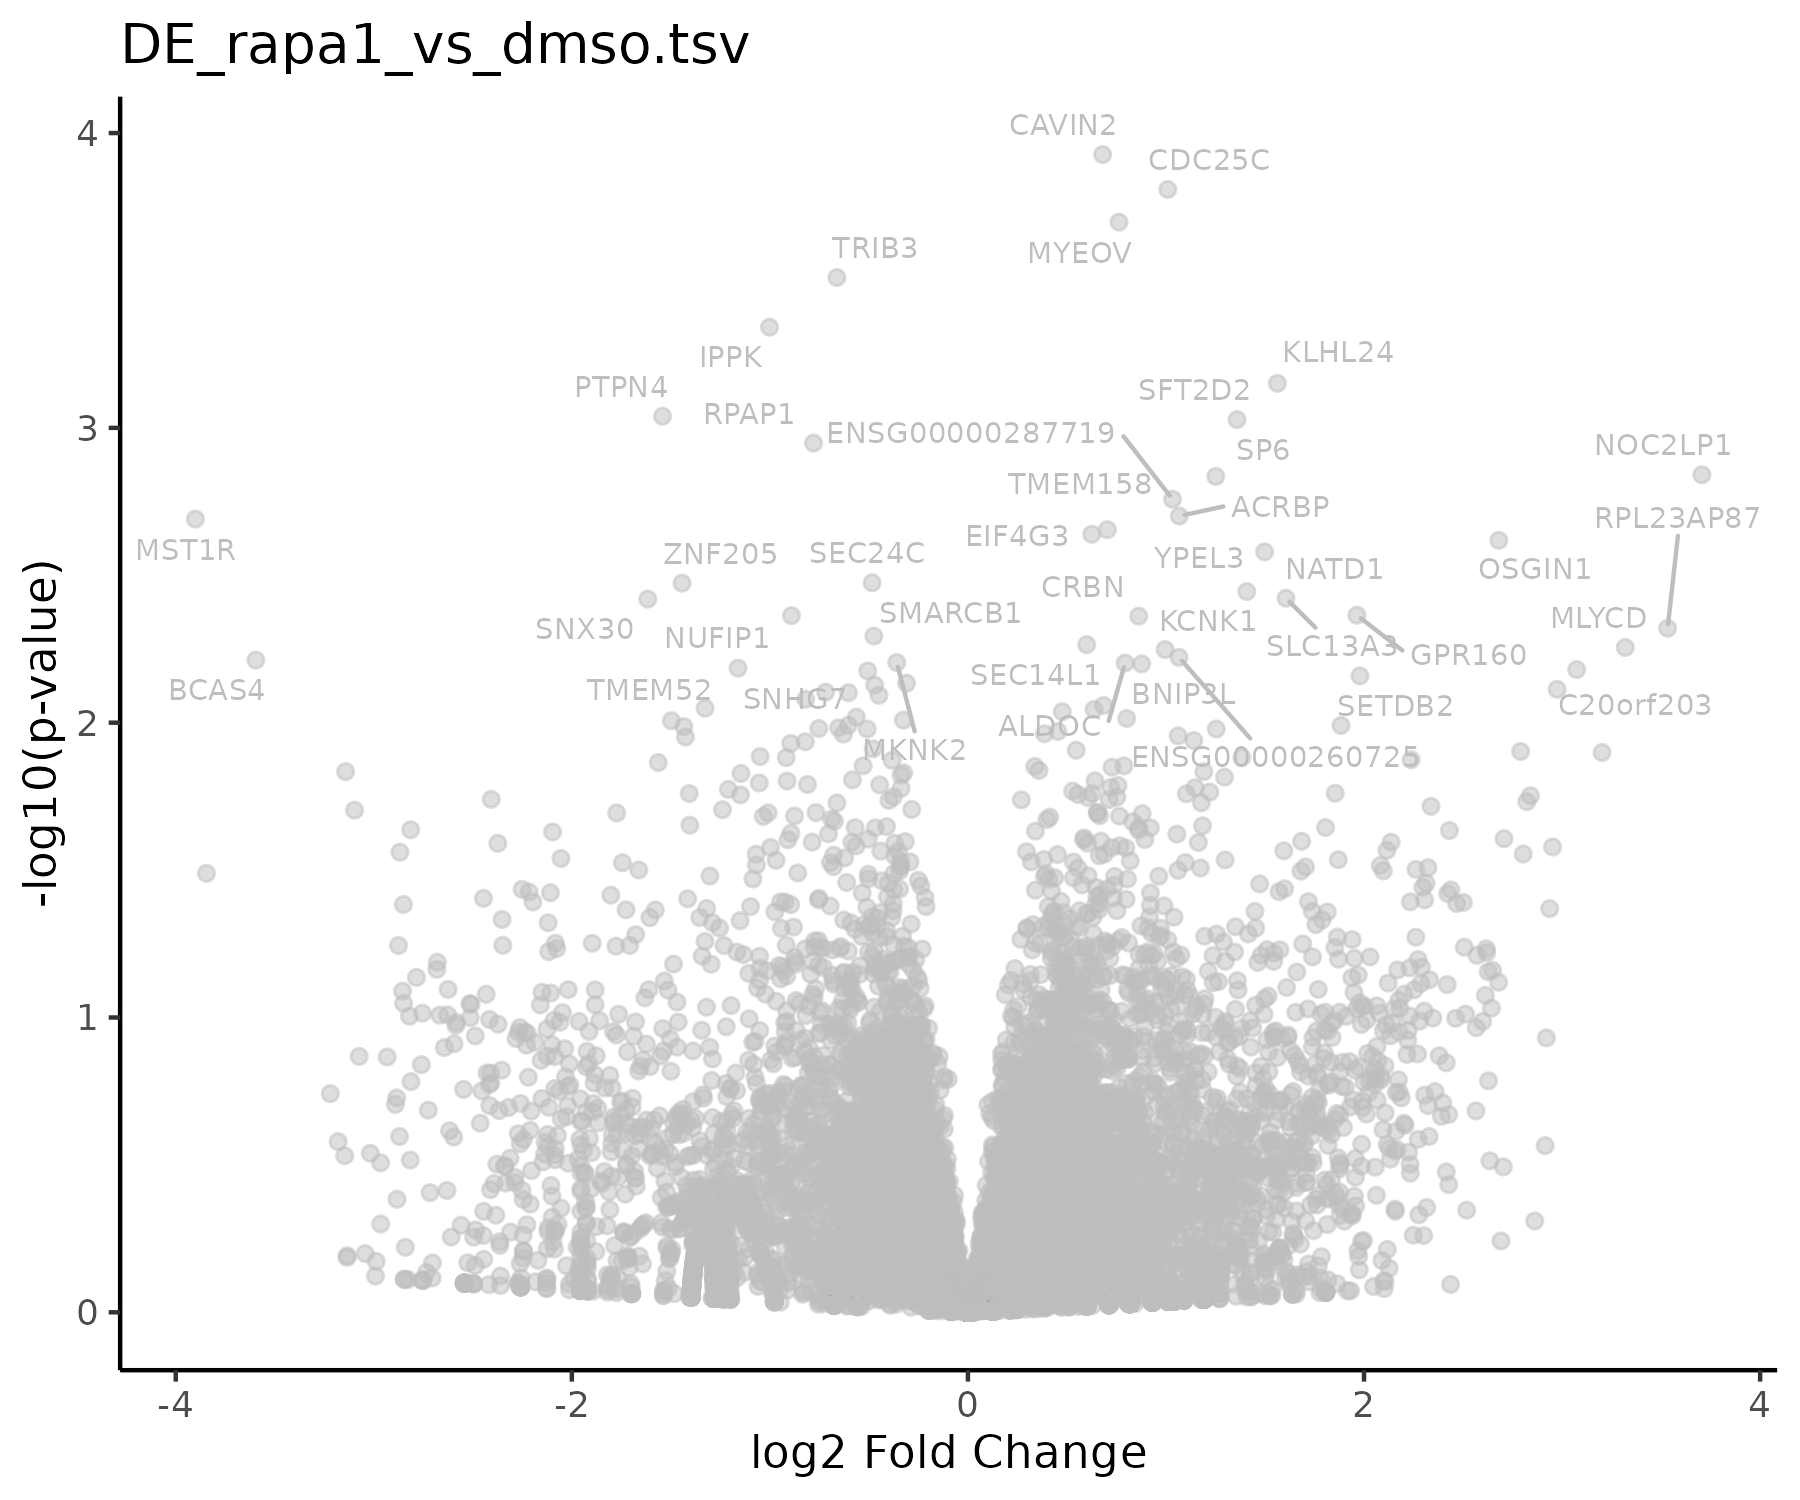 DE_rapa1_vs_dmso.tsv
CAVIN2
CDC25C
MYEOV
TRIB3
IPPK
KLHL24
PTPN4
SFT2D2
RPAP1
ENSG00000287719
SP6
NOC2LP1
TMEM158
ACRBP
RPL23AP87
MST1R
EIF4G3
ZNF205
SEC24C
YPEL3
NATD1
OSGIN1
CRBN
SNX30
NUFIP1
SMARCB1
KCNK1
SLC13A3
GPR160
MLYCD
BCAS4
TMEM52
SNHG7
SEC14L1
BNIP3L
SETDB2
C20orf203
ALDOC
MKNK2
ENSG00000260725
-log10(p-value)
4
3
2
1
0
-4
-2
0
2
4
log2 Fold Change